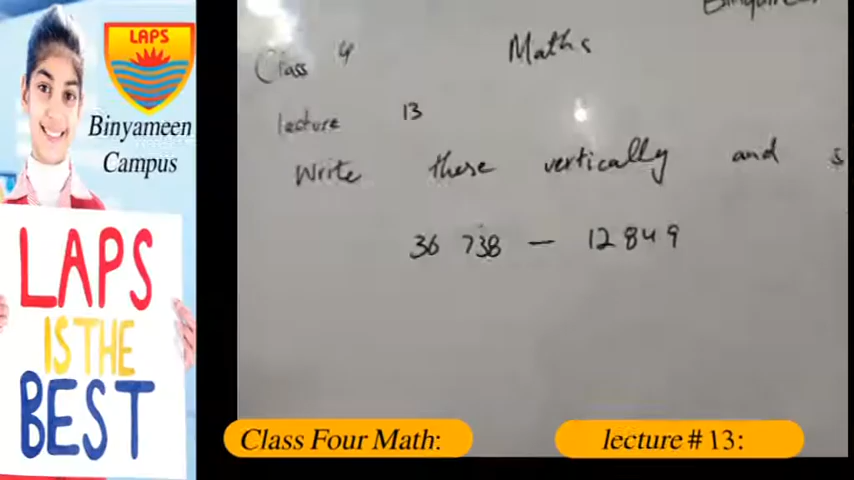 LAPS
Binyameen
Campus
LAPS
IS THE
BEST
Class 4 Maths
lecture 13
Write these vertically and s
36 738 — 12 849
Class Four Math:
lecture # 13: